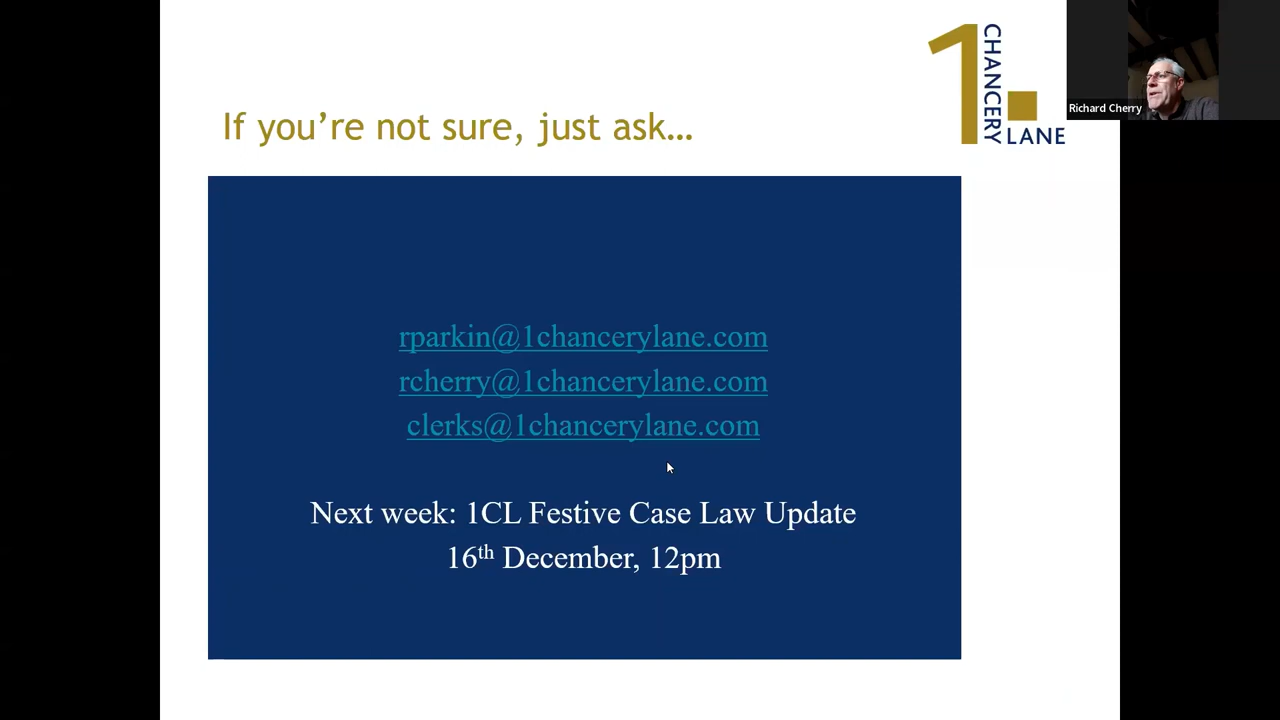 If you're not sure, just ask…
1
CHANCERY
LANE
Richard Cherry
rparkin@1chancerylane.com
rcherry@1chancerylane.com
clerks@1chancerylane.com
Next week: 1CL Festive Case Law Update
16th December, 12pm